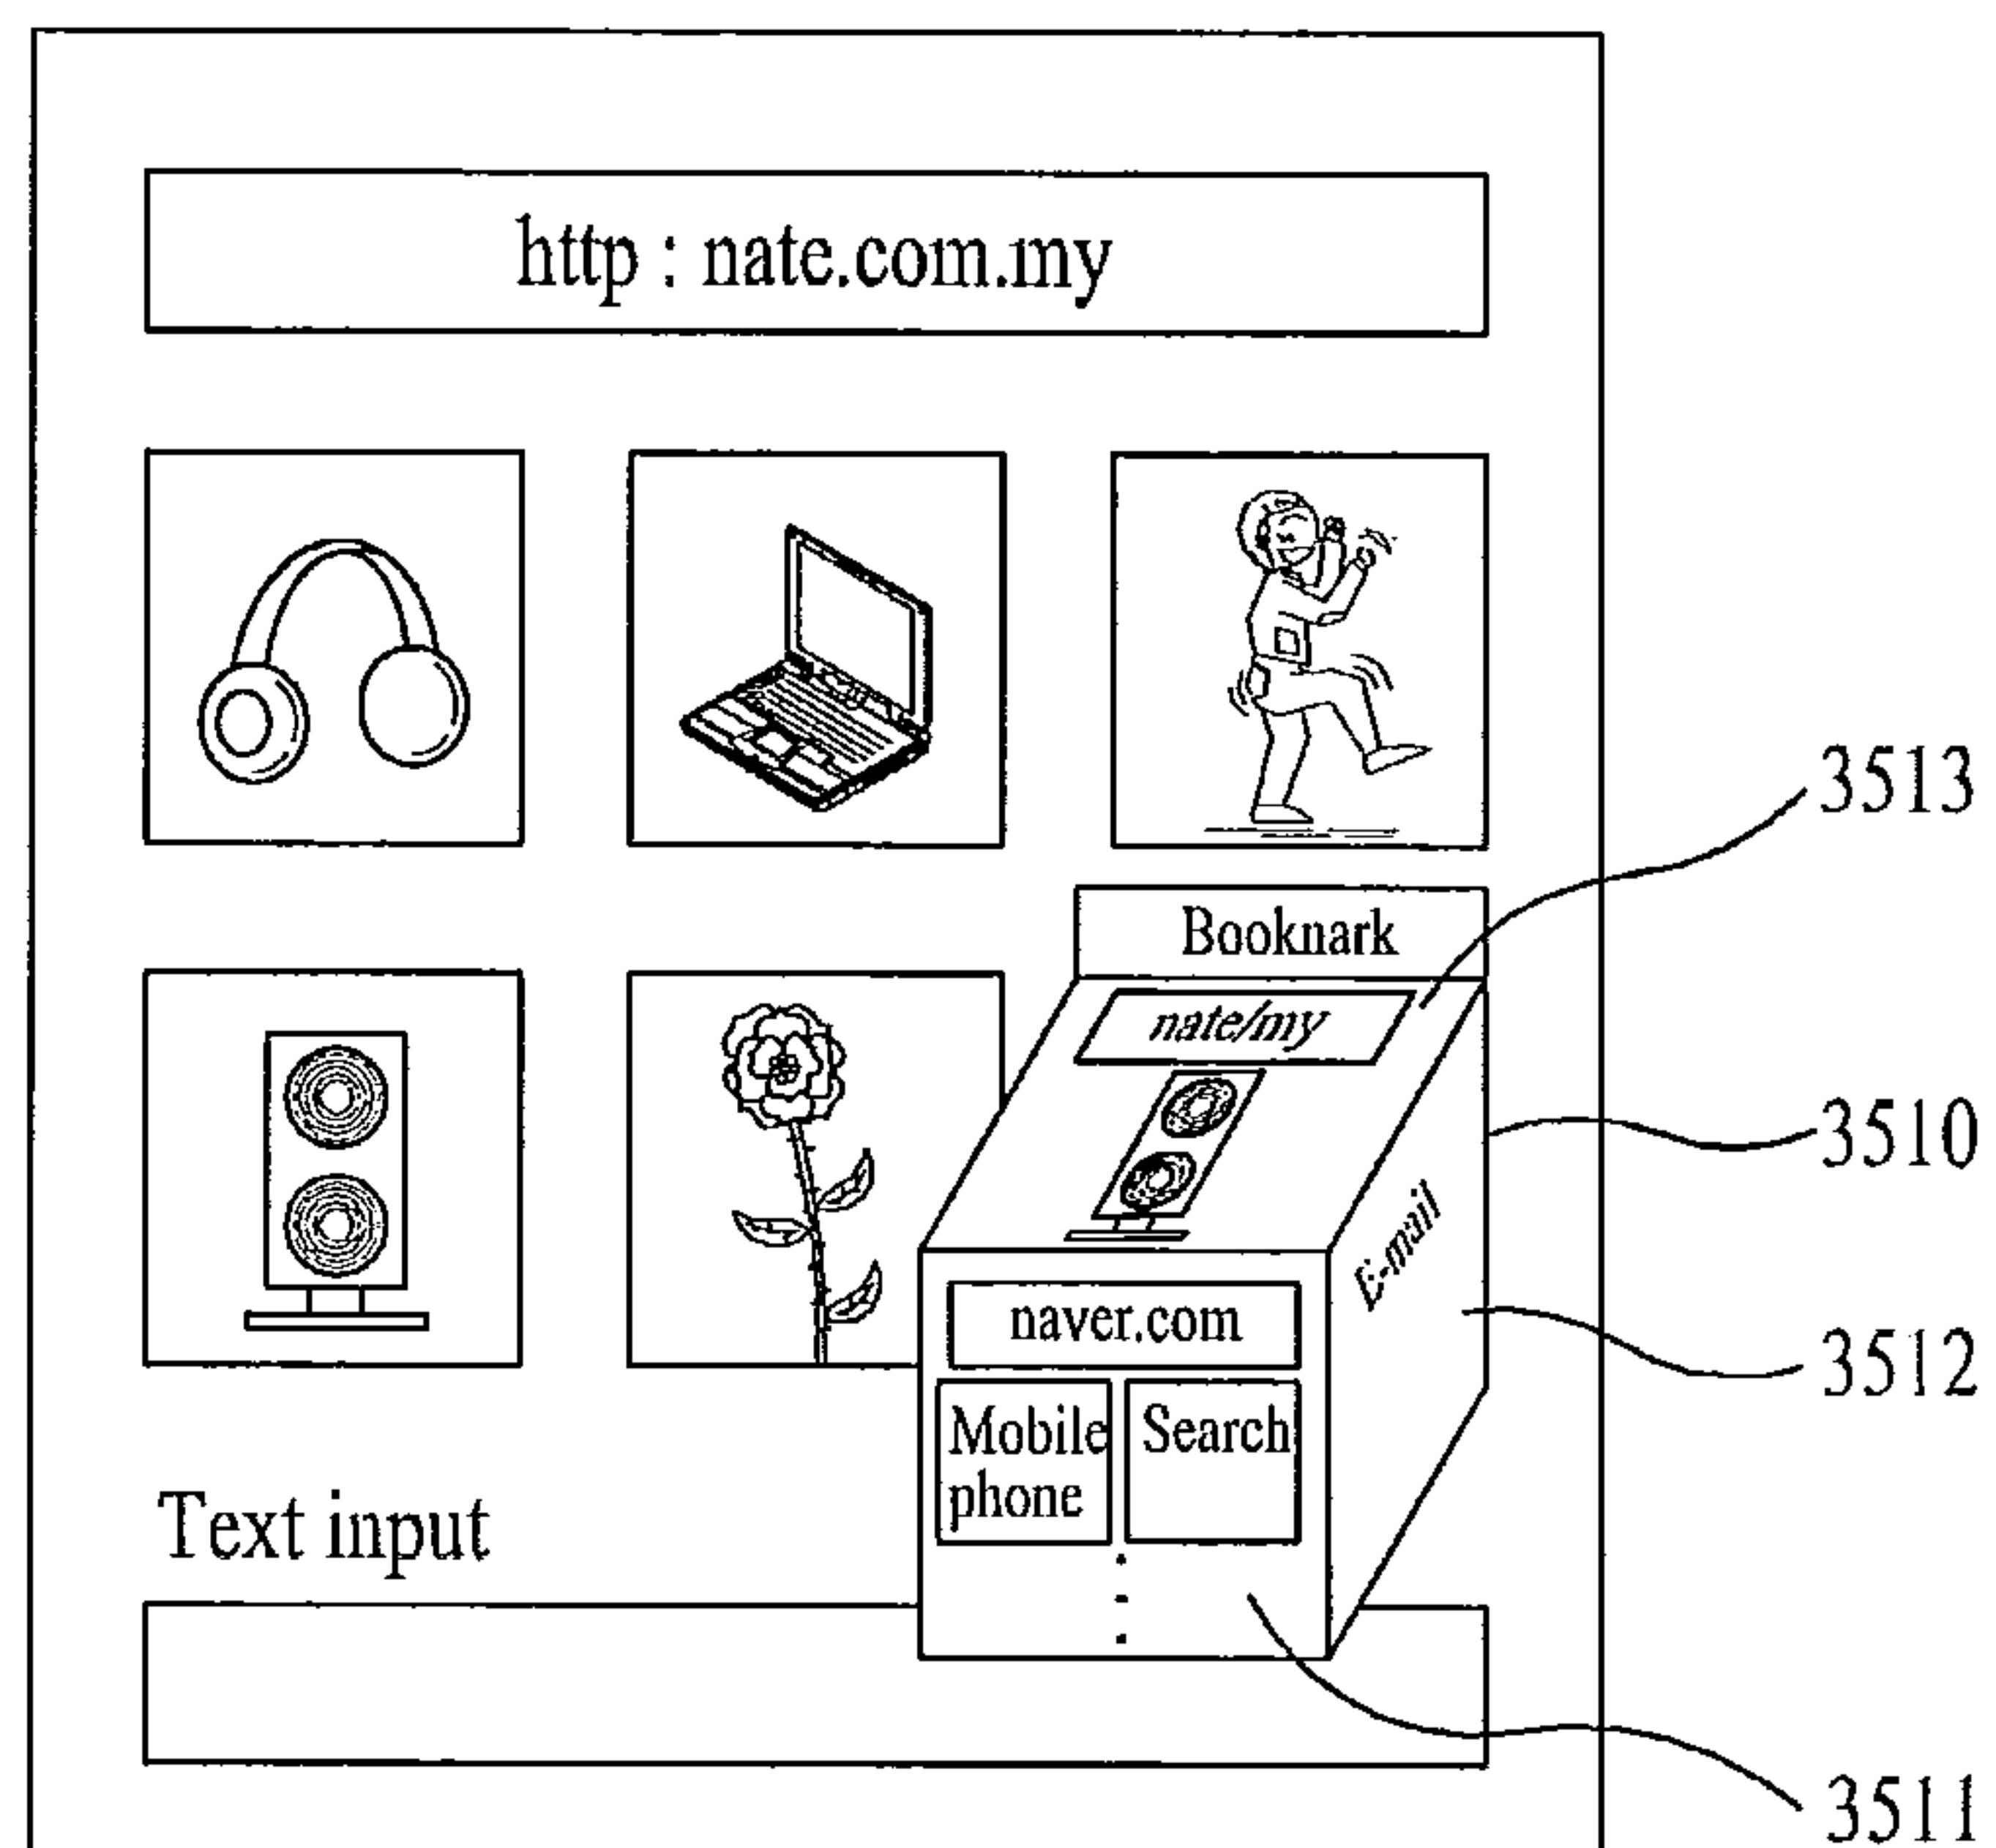 http : nate.com.my
3513
Booknark
nate/my
3510
E-mail
naver.com
3512
Mobile
phone
Search
Text input
3511